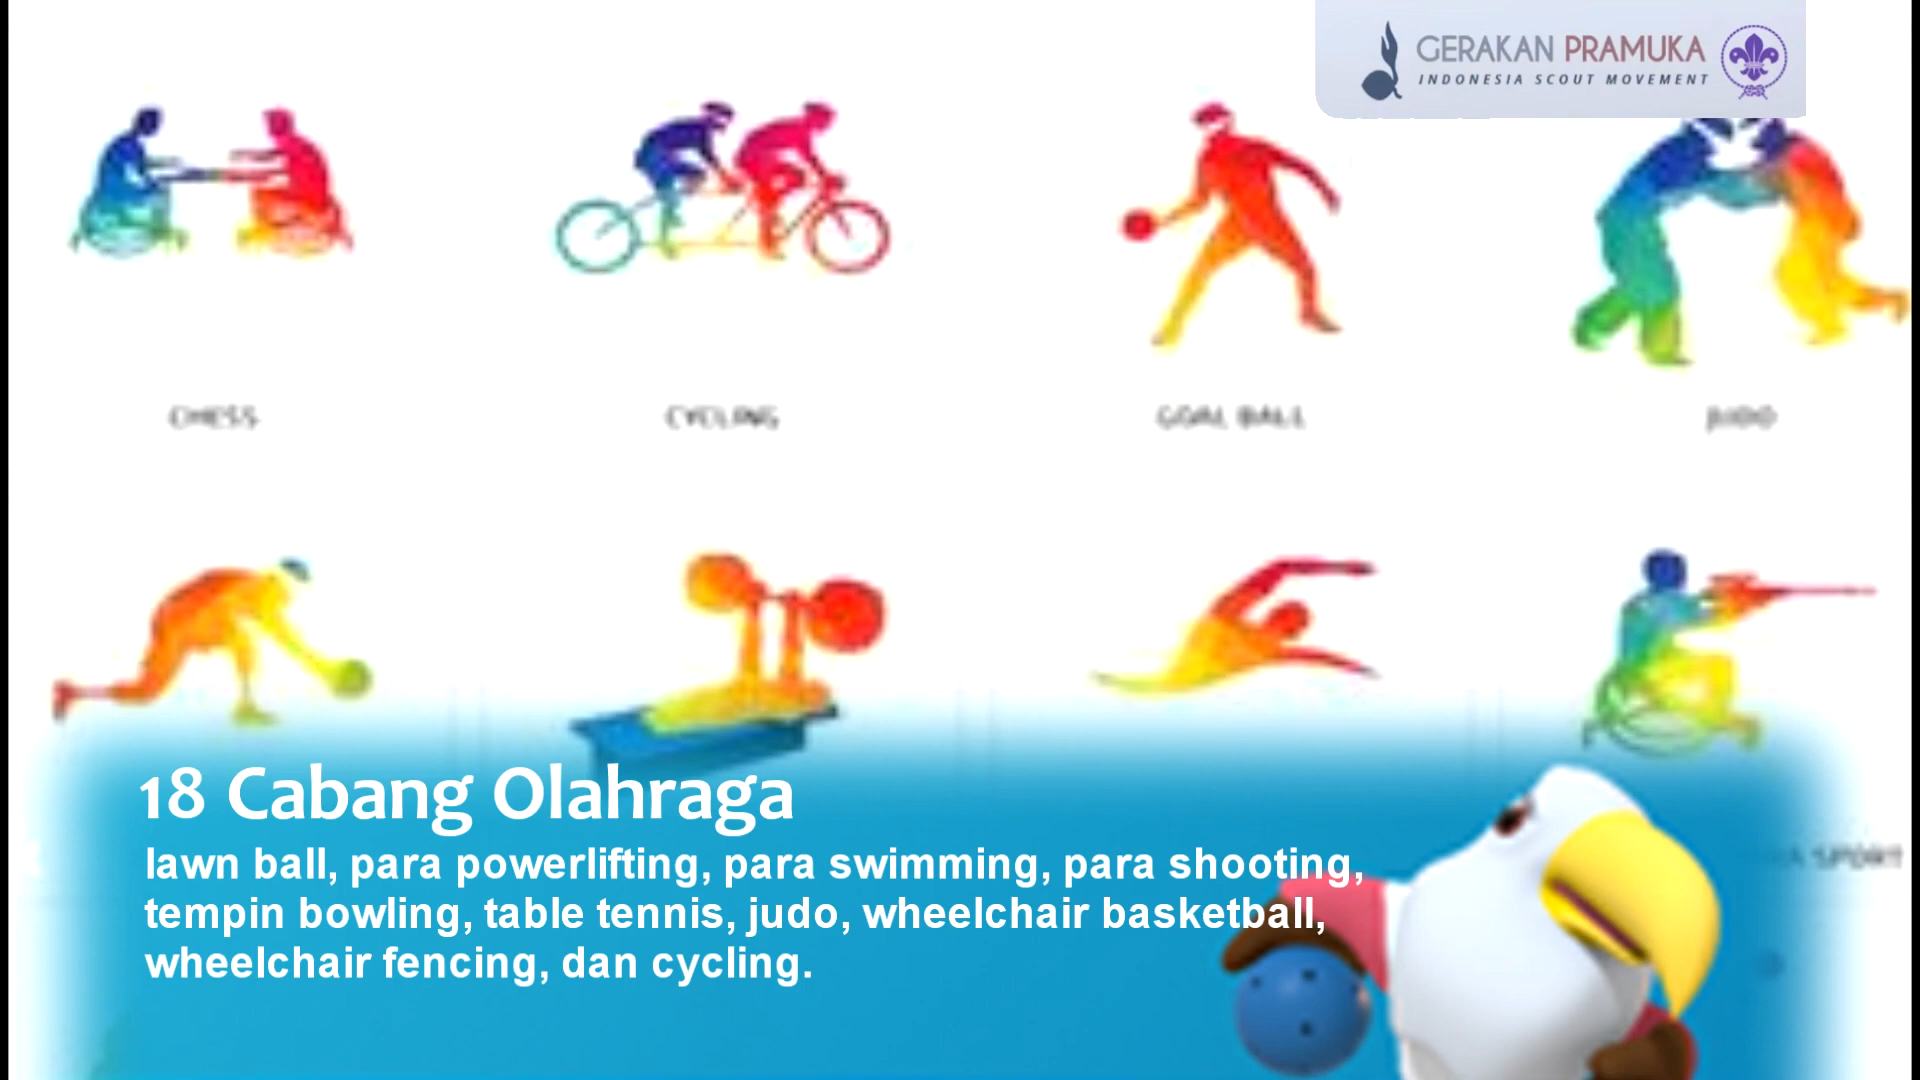 GERAKAN PRAMUKA
INDONESIA SCOUT MOVEMENT
CHESS
CYCLING
GOAL BALL
JUDO
18 Cabang Olahraga
lawn ball, para powerlifting, para swimming, para shooting,
tempin bowling, table tennis, judo, wheelchair basketball,
wheelchair fencing, dan cycling.
SPORT